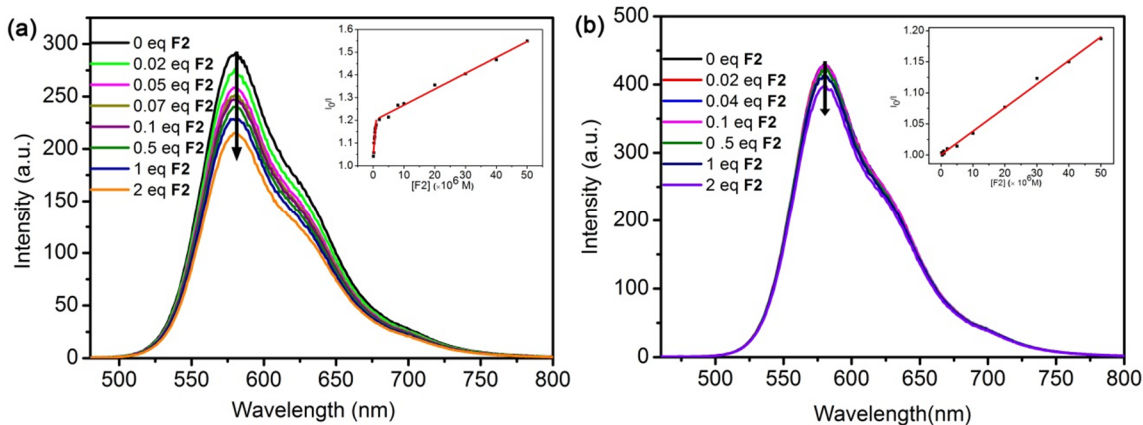 (a)
0 eq F2
0.02 eq F2
0.05 eq F2
0.07 eq F2
0.1 eq F2
0.5 eq F2
1 eq F2
2 eq F2
Intensity (a.u.)
300
250
200
150
100
50
0
500 550 600 650 700 750 800
Wavelength (nm)
I0/I
1.6
1.5
1.4
1.3
1.2
1.1
1.0
0 10 20 30 40 50
[F2] (×10⁶ M)
(b)
0 eq F2
0.02 eq F2
0.04 eq F2
0.1 eq F2
0 .5 eq F2
1 eq F2
2 eq F2
Intensity (a.u.)
500
400
300
200
100
0
500 550 600 650 700 750 800
Wavelength(nm)
I0/I
1.20
1.15
1.10
1.05
1.00
0 10 20 30 40 50
[F2] (×10⁶ M)